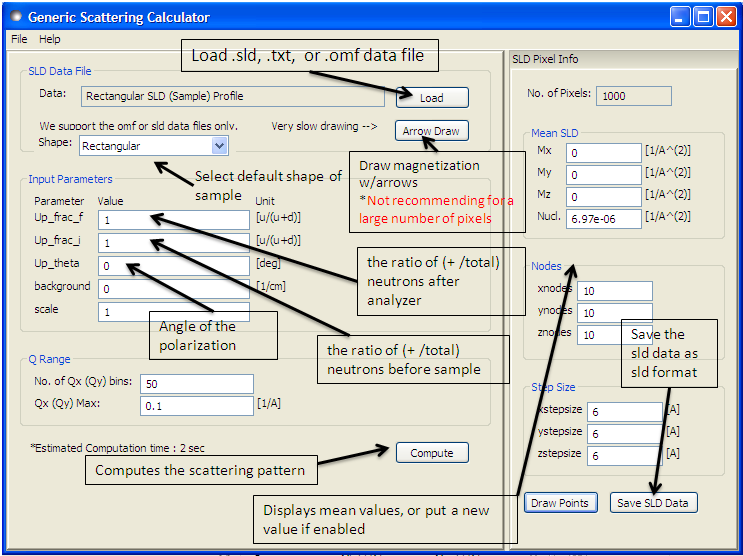 Generic Scattering Calculator
File Help
Load .sld, .txt, or .omf data file
SLD Data File
Data: Rectangular SLD (Sample) Profile Load
We support the omf or sld data files only. Very slow drawing --> Arrow Draw
Shape: Rectangular
Select default shape of
sample
Draw magnetization
w/arrows
*Not recommending for a
large number of pixels
Input Parameters
Parameter Value Unit
Up_frac_f 1 [u/(u+d)]
Up_frac_i 1 [u/(u+d)]
Up_theta 0 [deg]
background 0 [1/cm]
scale 1
the ratio of (+ /total)
neutrons after
analyzer
Angle of the
polarization
the ratio of (+ /total)
neutrons before sample
Q Range
No. of Qx (Qy) bins: 50
Qx (Qy) Max: 0.1 [1/A]
*Estimated Computation time : 2 sec
Compute
Computes the scattering pattern
Displays mean values, or put a new
value if enabled
SLD Pixel Info
No. of Pixels: 1000
Mean SLD
Mx 0 [1/A^(2)]
My 0 [1/A^(2)]
Mz 0 [1/A^(2)]
Nucl. 6.97e-06 [1/A^(2)]
Nodes
xnodes 10
ynodes 10
znodes 10
Save the
sld data as
sld format
Step Size
xstepsize 6 [A]
ystepsize 6 [A]
zstepsize 6 [A]
Draw Points Save SLD Data